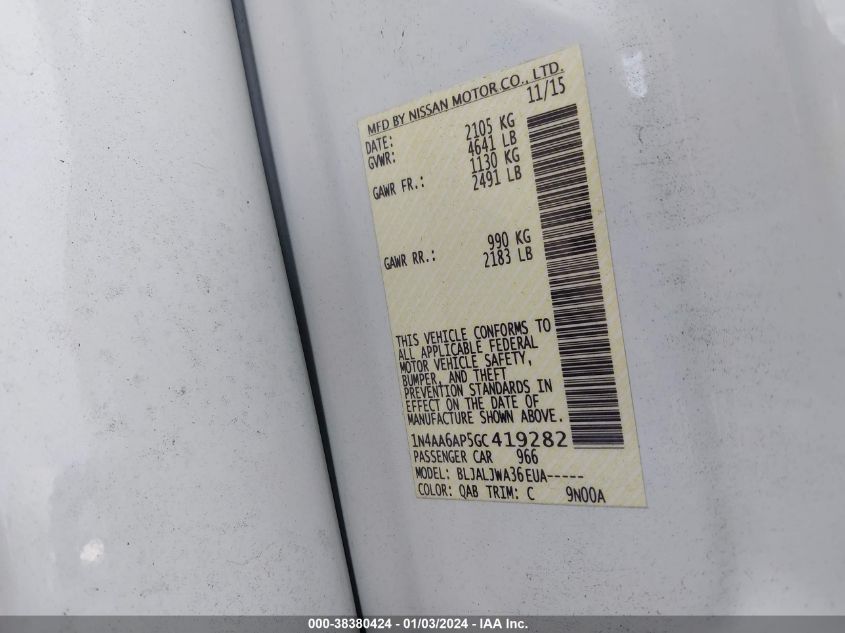 MFD BY NISSAN MOTOR CO., LTD.
DATE: 11/15
GVWR: 2105 KG
4641 LB
GAWR FR.: 1130 KG
2491 LB
GAWR RR.: 990 KG
2183 LB
THIS VEHICLE CONFORMS TO
ALL APPLICABLE FEDERAL
MOTOR VEHICLE SAFETY,
BUMPER, AND THEFT
PREVENTION STANDARDS IN
EFFECT ON THE DATE OF
MANUFACTURE SHOWN ABOVE.
1N4AA6AP5GC419282
PASSENGER CAR 966
MODEL: BLJALJWA36EUA-----
COLOR: QAB TRIM: C 9N00A
000-38380424 - 01/03/2024 - IAA Inc.